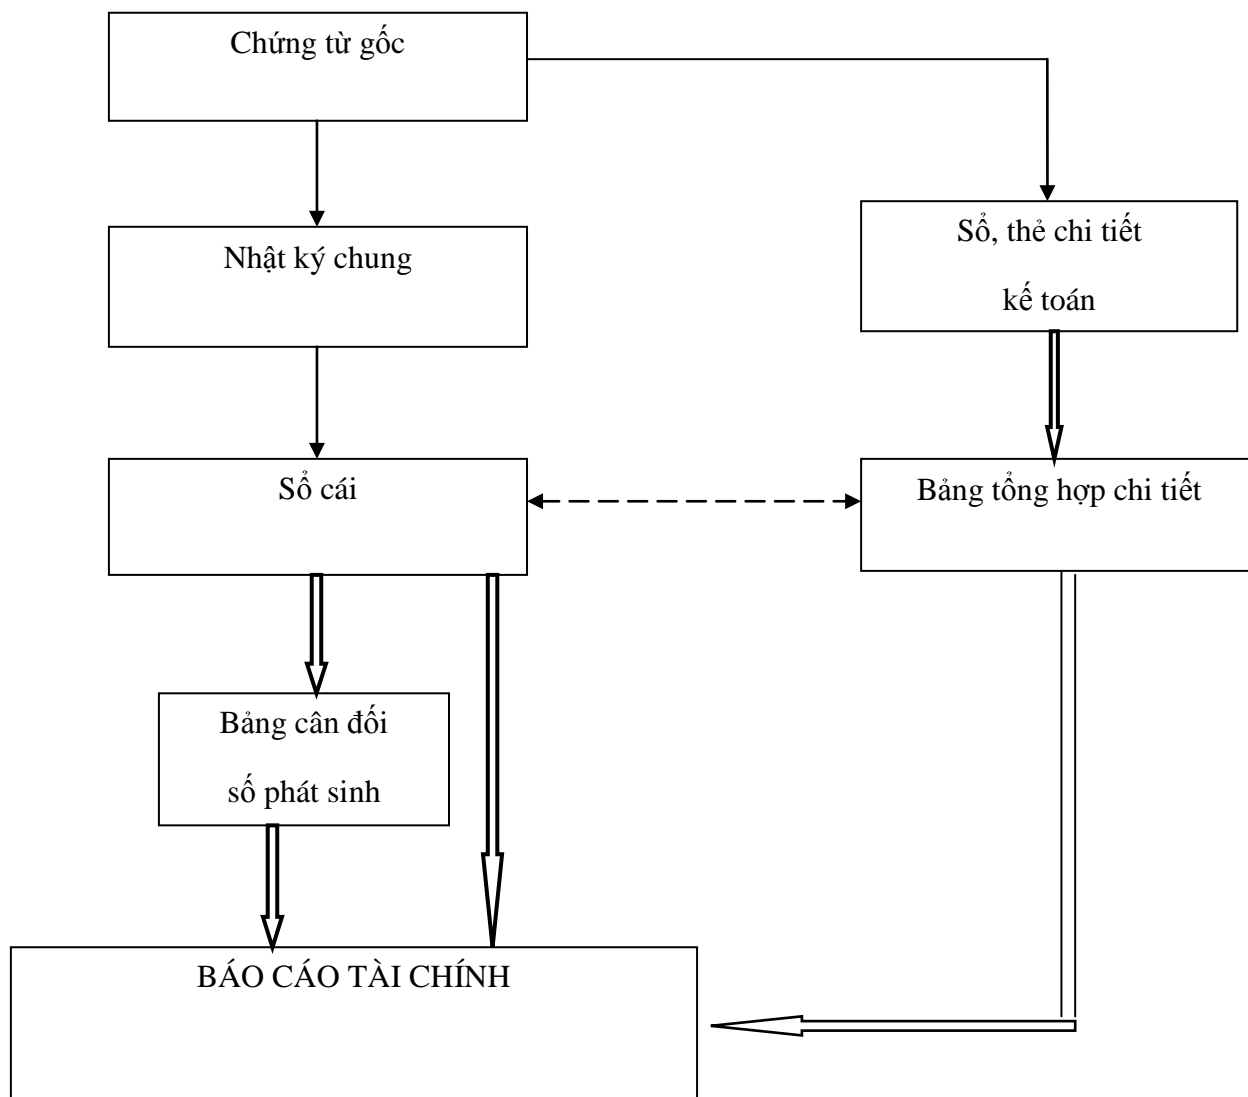 Chứng từ gốc
Nhật ký chung
Sổ, thẻ chi tiết
kế toán
Sổ cái
Bảng tổng hợp chi tiết
Bảng cân đối
số phát sinh
BÁO CÁO TÀI CHÍNH